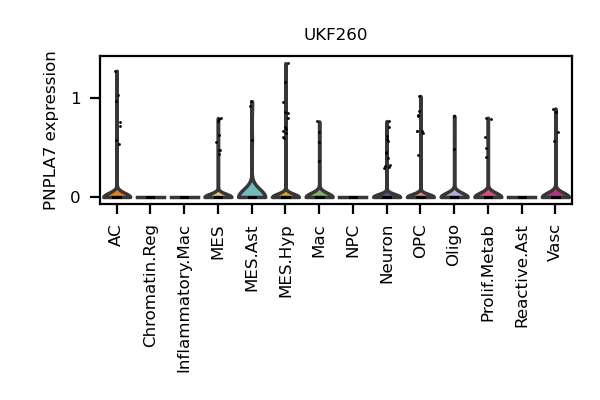 UKF260
PNPLA7 expression
1
0
AC
Chromatin.Reg
Inflammatory.Mac
MES
MES.Ast
MES.Hyp
Mac
NPC
Neuron
OPC
Oligo
Prolif.Metab
Reactive.Ast
Vasc